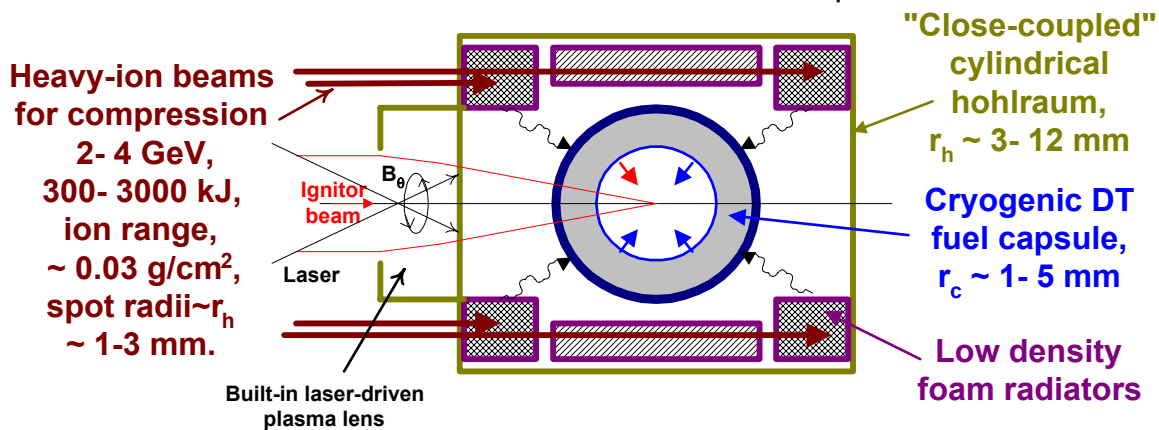 Heavy-ion beams
for compression
2- 4 GeV,
300- 3000 kJ,
ion range,
~ 0.03 g/cm²,
spot radii~r_h
~ 1-3 mm.
B_θ
Ignitor
beam
Laser
Built-in laser-driven
plasma lens
"Close-coupled"
cylindrical
hohlraum,
r_h ~ 3- 12 mm
Cryogenic DT
fuel capsule,
r_c ~ 1- 5 mm
Low density
foam radiators